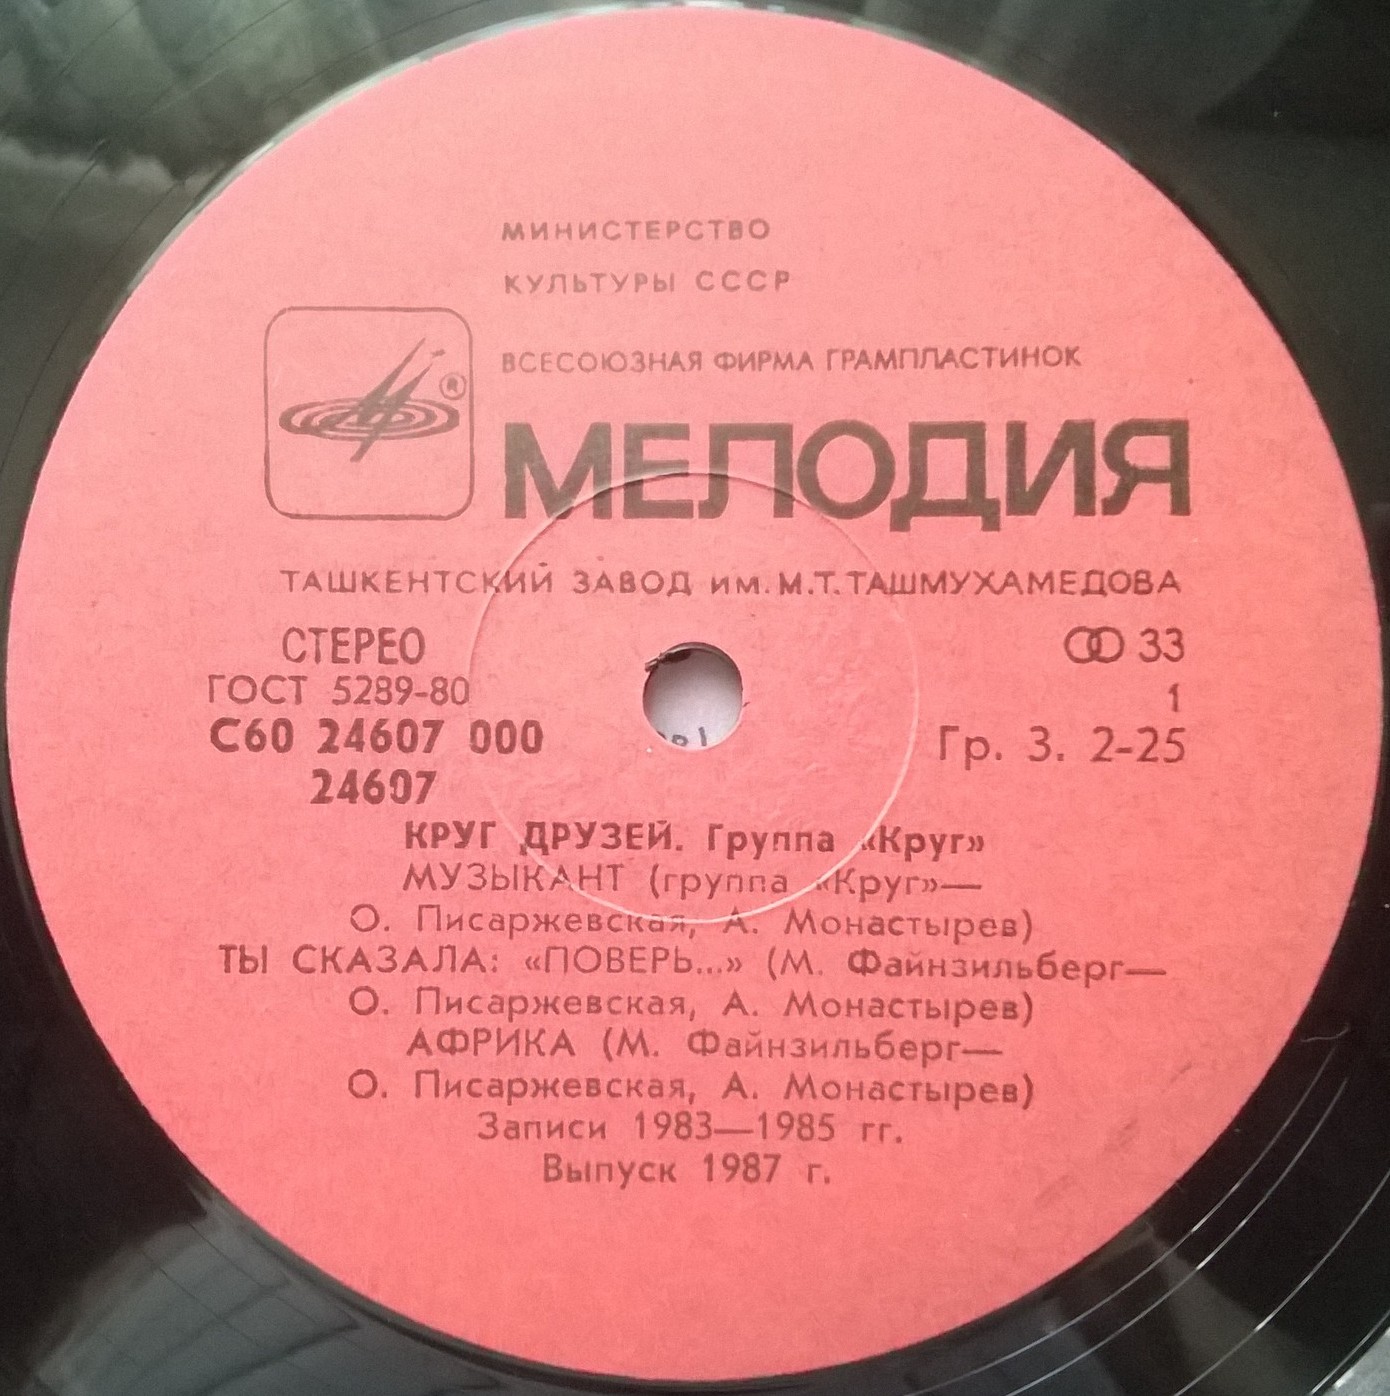 МИНИСТЕРСТВО
КУЛЬТУРЫ СССР
ВСЕСОЮЗНАЯ ФИРМА ГРАМПЛАСТИНОК
®
МЕЛОДИЯ
ТАШКЕНТСКИЙ ЗАВОД им. М.Т. ТАШМУХАМЕДОВА
СТЕРЕО 33
ГОСТ 5289-80 1
С60 24607 000 Гр. 3. 2-25
24607
КРУГ ДРУЗЕЙ. Группа «Круг»
МУЗЫКАНТ (группа «Круг»—
О. Писаржевская, А. Монастырев)
ТЫ СКАЗАЛА: «ПОВЕРЬ...» (М. Файнзильберг—
О. Писаржевская, А. Монастырев)
АФРИКА (М. Файнзильберг—
О. Писаржевская, А. Монастырев)
Записи 1983—1985 гг.
Выпуск 1987 г.